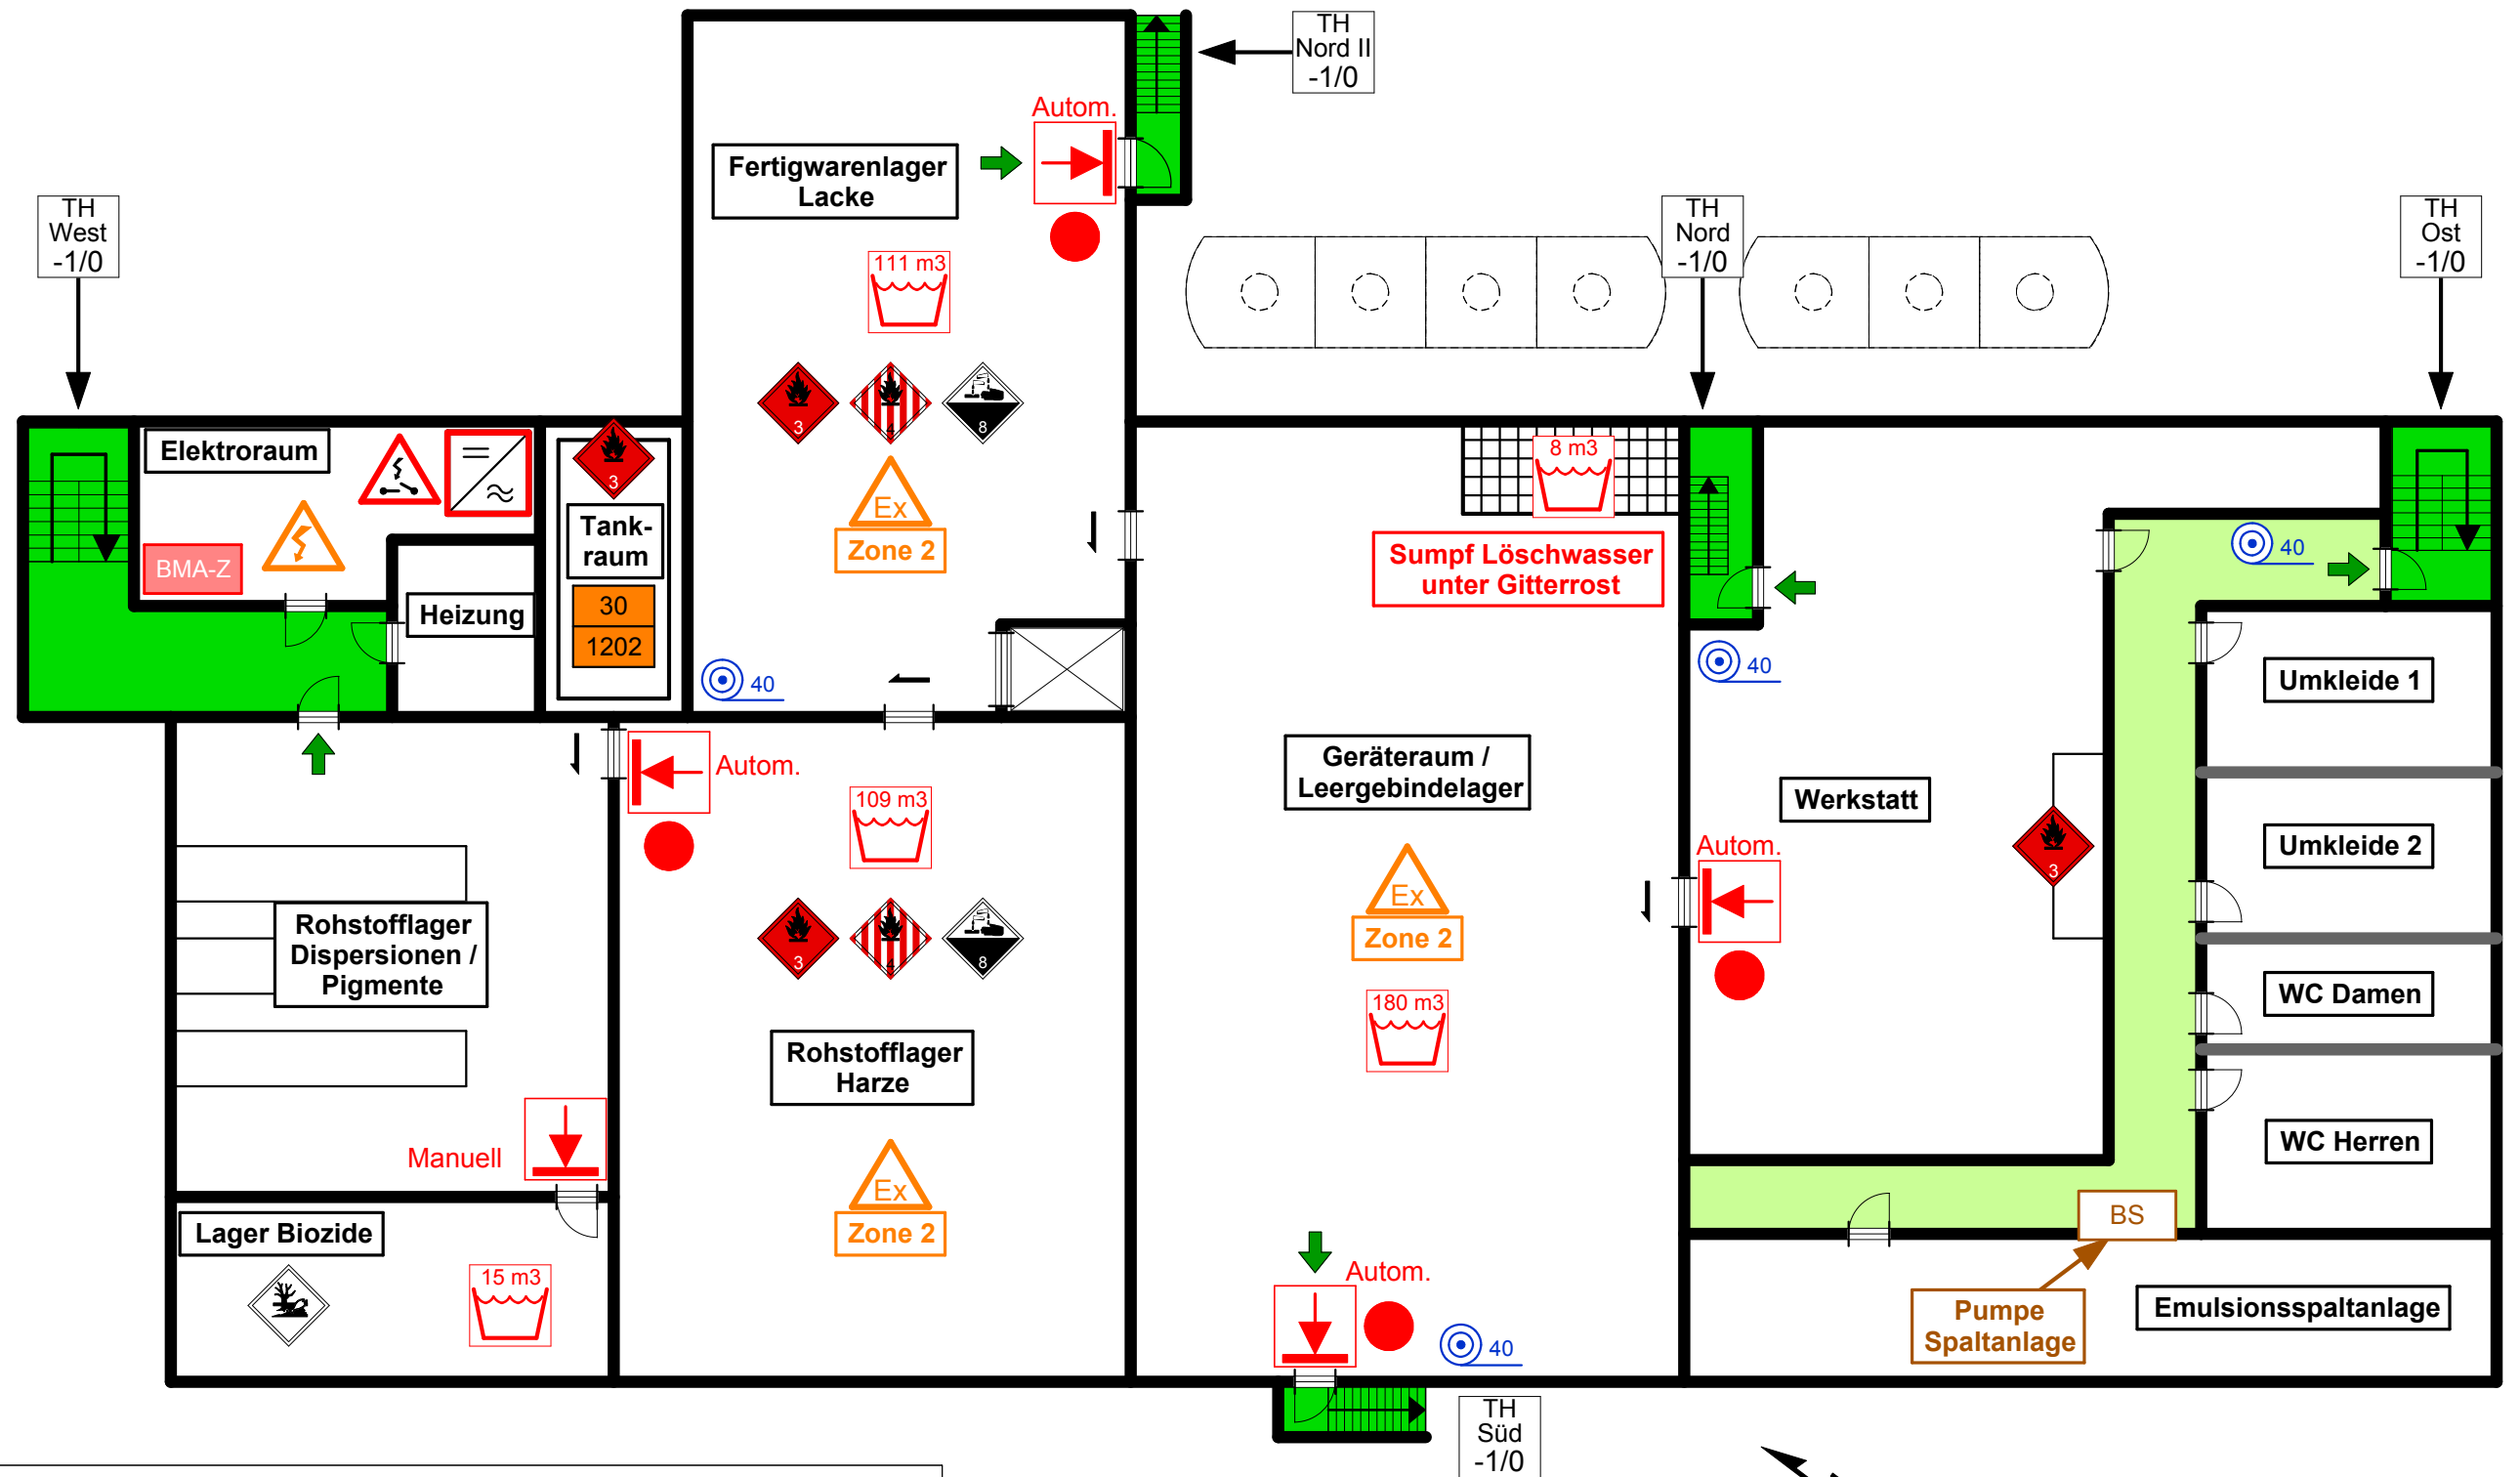 TH
Nord II
-1/0
Autom.
Fertigwarenlager
Lacke
TH
West
-1/0
TH
Nord
-1/0
TH
Ost
-1/0
111 m3
3
4
8
Elektroraum
3
8 m3
Ex
Zone 2
Tank-
raum
Sumpf Löschwasser
unter Gitterrost
40
BMA-Z
30
1202
Heizung
40
40
Umkleide 1
Autom.
Geräteraum /
Leergebindelager
109 m3
Werkstatt
Umkleide 2
Autom.
3
Ex
Zone 2
Rohstofflager
Dispersionen /
Pigmente
3
4
8
WC Damen
180 m3
Rohstofflager
Harze
Manuell
WC Herren
Ex
Zone 2
Lager Biozide
BS
15 m3
Autom.
Pumpe
Spaltanlage
Emulsionsspaltanlage
40
TH
Süd
-1/0